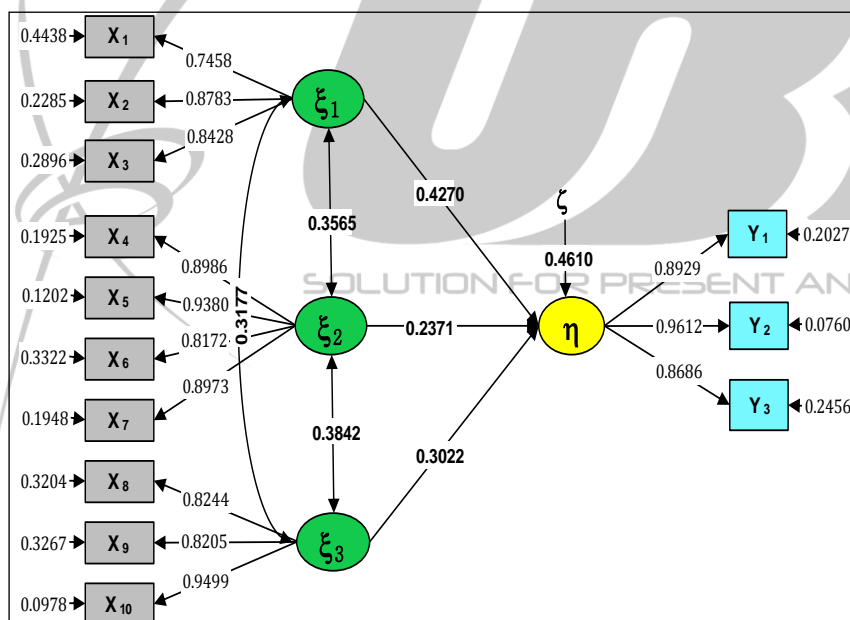 0.4438 X1 0.7458
0.2285 X2 0.8783 ξ1
0.2896 X3 0.8428
0.4270
ζ
0.3565
0.1925 X4 0.8986
0.4610
0.8929 Y1 0.2027
SOLUTION FOR PRESENT AN
0.1202 X5 0.9380
0.3177
ξ2 0.2371 η 0.9612 Y2 0.0760
0.3322 X6 0.8172
0.8686 Y3 0.2456
0.1948 X7 0.8973
0.3842
0.3022
0.3204 X8 0.8244
0.3267 X9 0.8205 ξ3
0.0978 X10 0.9499